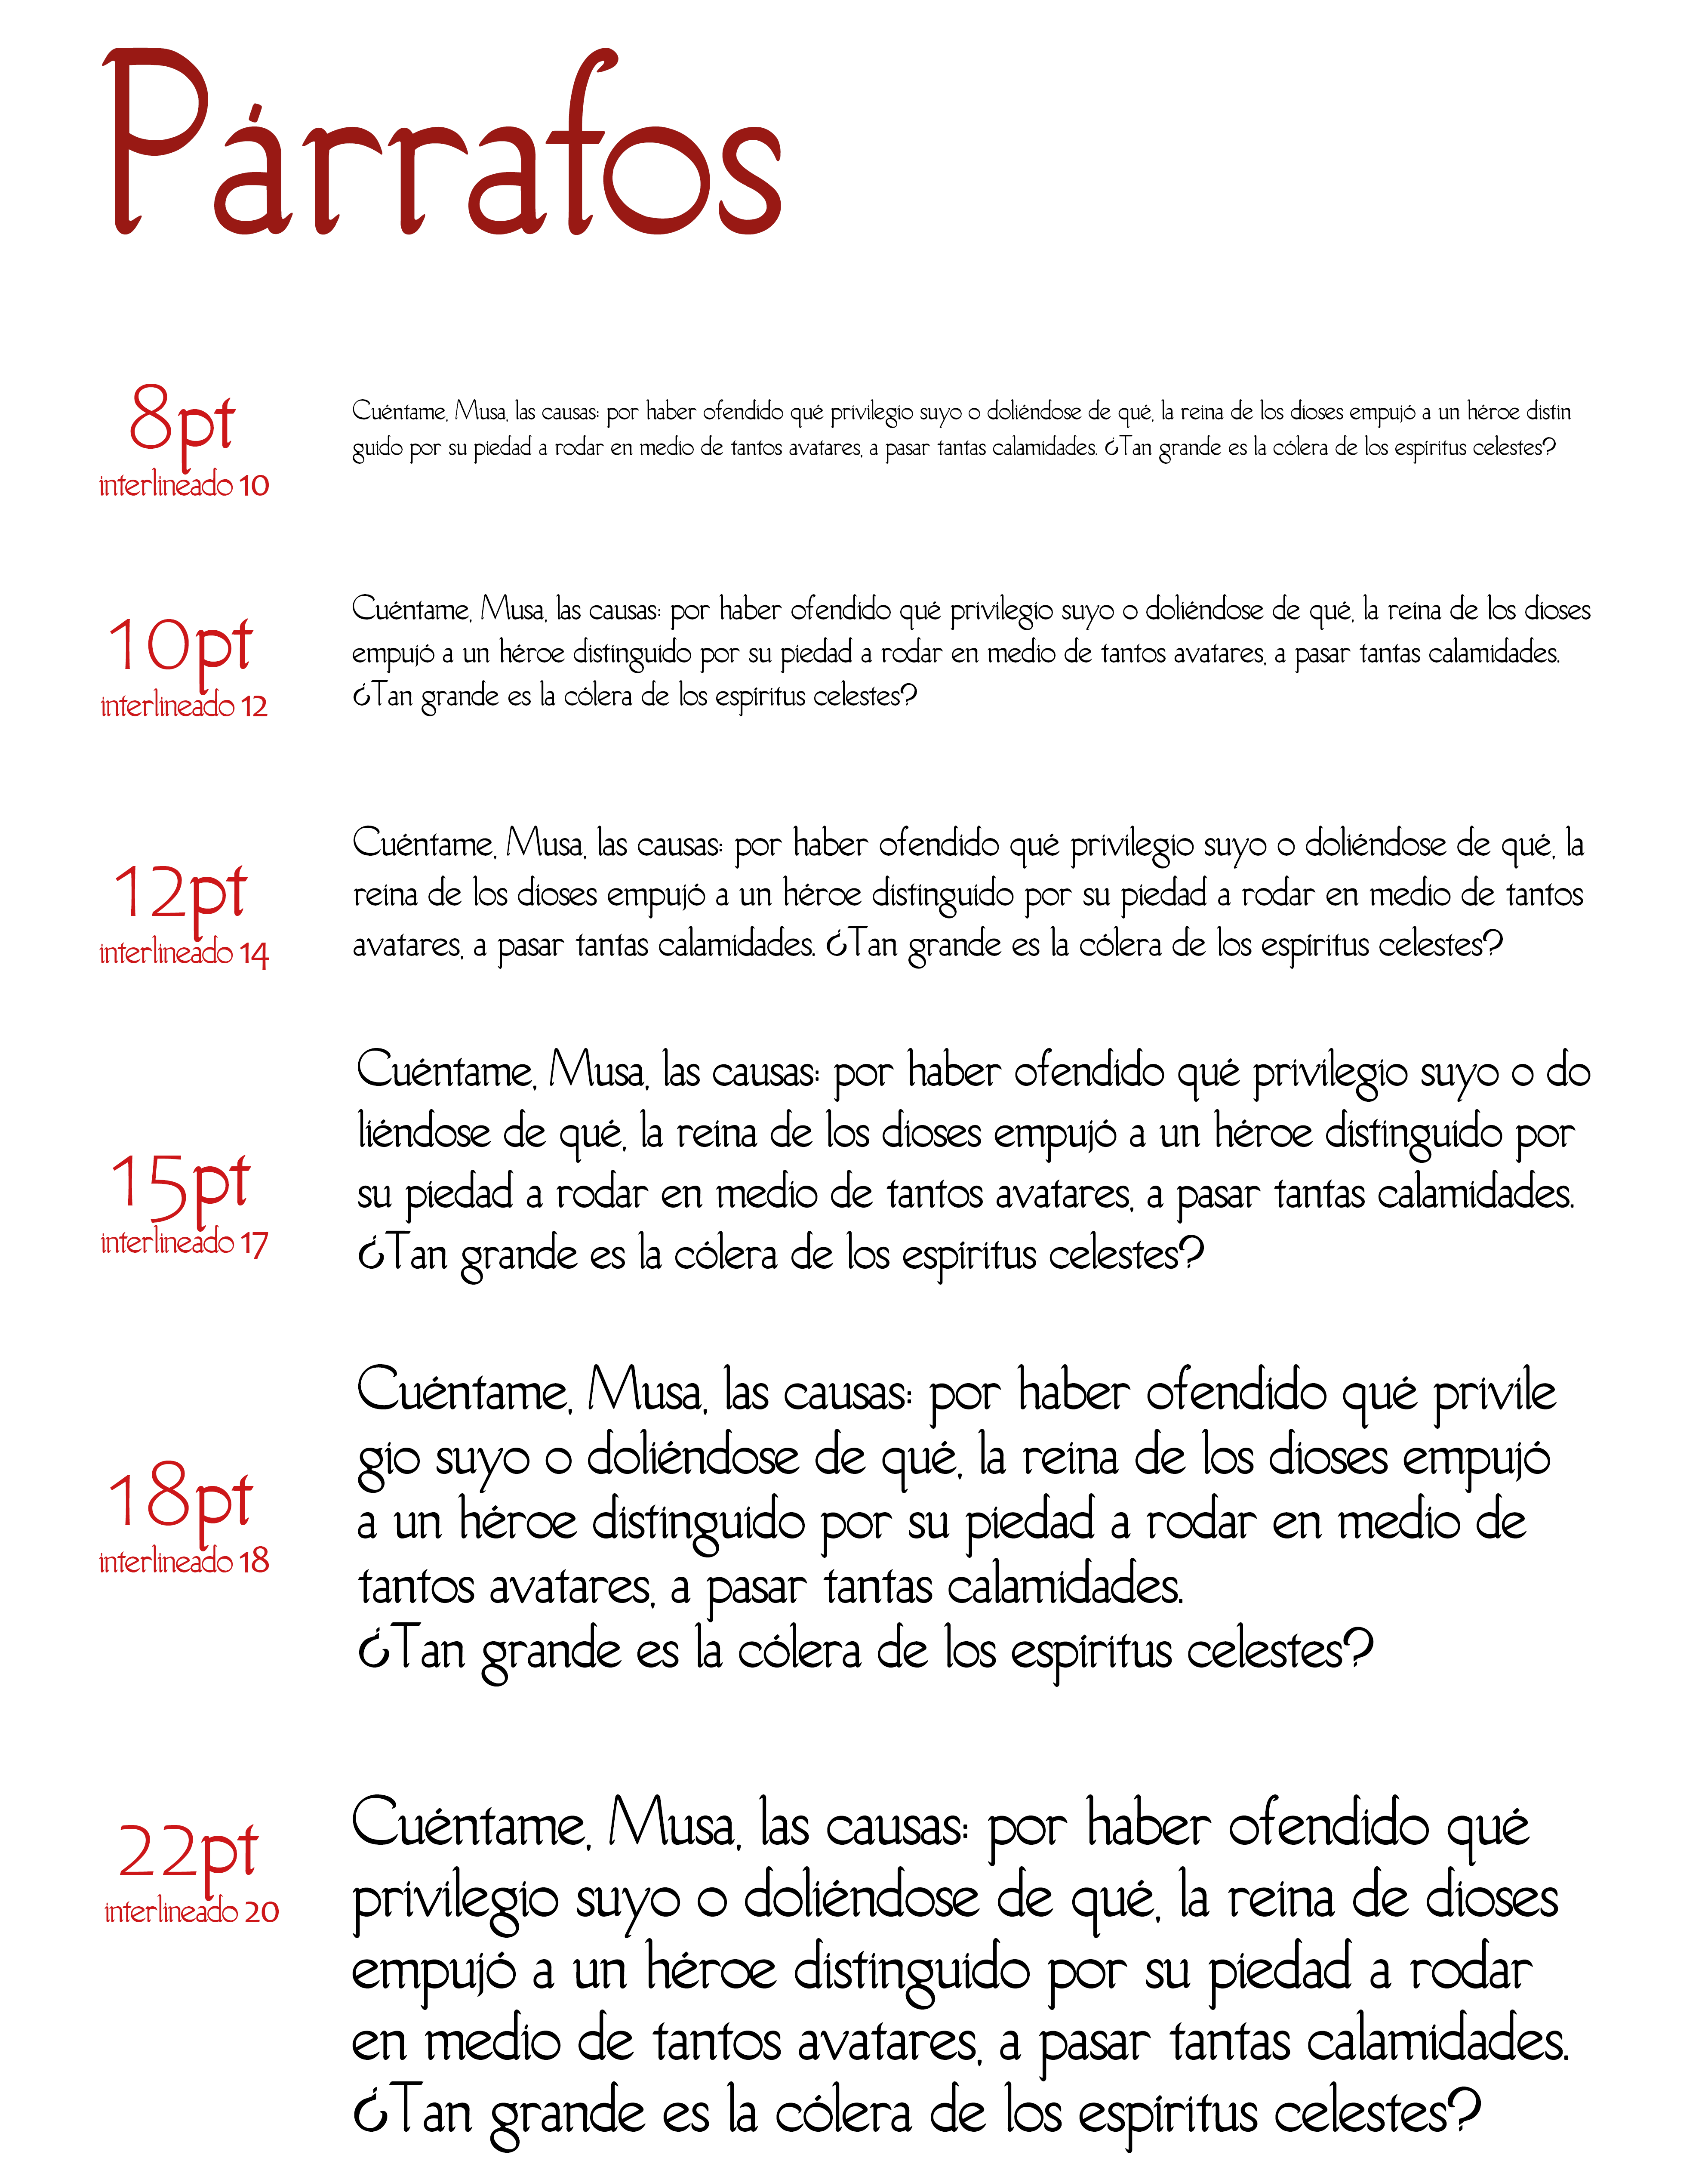 Párrafos
8pt
interlineado 10
Cuéntame, Musa, las causas: por haber ofendido qué privilegio suyo o doliéndose de qué, la reina de los dioses empujó a un héroe distin
guido por su piedad a rodar en medio de tantos avatares, a pasar tantas calamidades. ¿Tan grande es la cólera de los espíritus celestes?
10pt
interlineado 12
Cuéntame, Musa, las causas: por haber ofendido qué privilegio suyo o doliéndose de qué, la reina de los dioses
empujó a un héroe distinguido por su piedad a rodar en medio de tantos avatares, a pasar tantas calamidades.
¿Tan grande es la cólera de los espíritus celestes?
12pt
interlineado 14
Cuéntame, Musa, las causas: por haber ofendido qué privilegio suyo o doliéndose de qué, la
reina de los dioses empujó a un héroe distinguido por su piedad a rodar en medio de tantos
avatares, a pasar tantas calamidades. ¿Tan grande es la cólera de los espíritus celestes?
15pt
interlineado 17
Cuéntame, Musa, las causas: por haber ofendido qué privilegio suyo o do
liéndose de qué, la reina de los dioses empujó a un héroe distinguido por
su piedad a rodar en medio de tantos avatares, a pasar tantas calamidades.
¿Tan grande es la cólera de los espíritus celestes?
18pt
interlineado 18
Cuéntame, Musa, las causas: por haber ofendido qué privile
gio suyo o doliéndose de qué, la reina de los dioses empujó
a un héroe distinguido por su piedad a rodar en medio de
tantos avatares, a pasar tantas calamidades.
¿Tan grande es la cólera de los espíritus celestes?
22pt
interlineado 20
Cuéntame, Musa, las causas: por haber ofendido qué
privilegio suyo o doliéndose de qué, la reina de dioses
empujó a un héroe distinguido por su piedad a rodar
en medio de tantos avatares, a pasar tantas calamidades.
¿Tan grande es la cólera de los espíritus celestes?